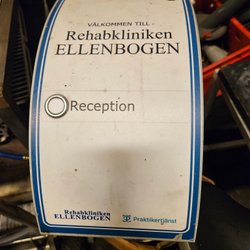 VÄLKOMMEN TILL
Rehabkliniken
ELLENBOGEN
Reception
Rehabkliniken
ELLENBOGEN
Praktikertjänst